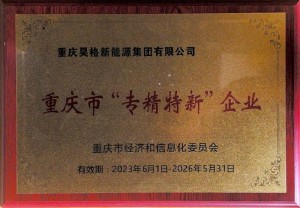 重庆昊格新能源集团有限公司
重庆市“专精特新”企业
重庆市经济和信息化委员会
有效期：2023年6月1日-2026年5月31日